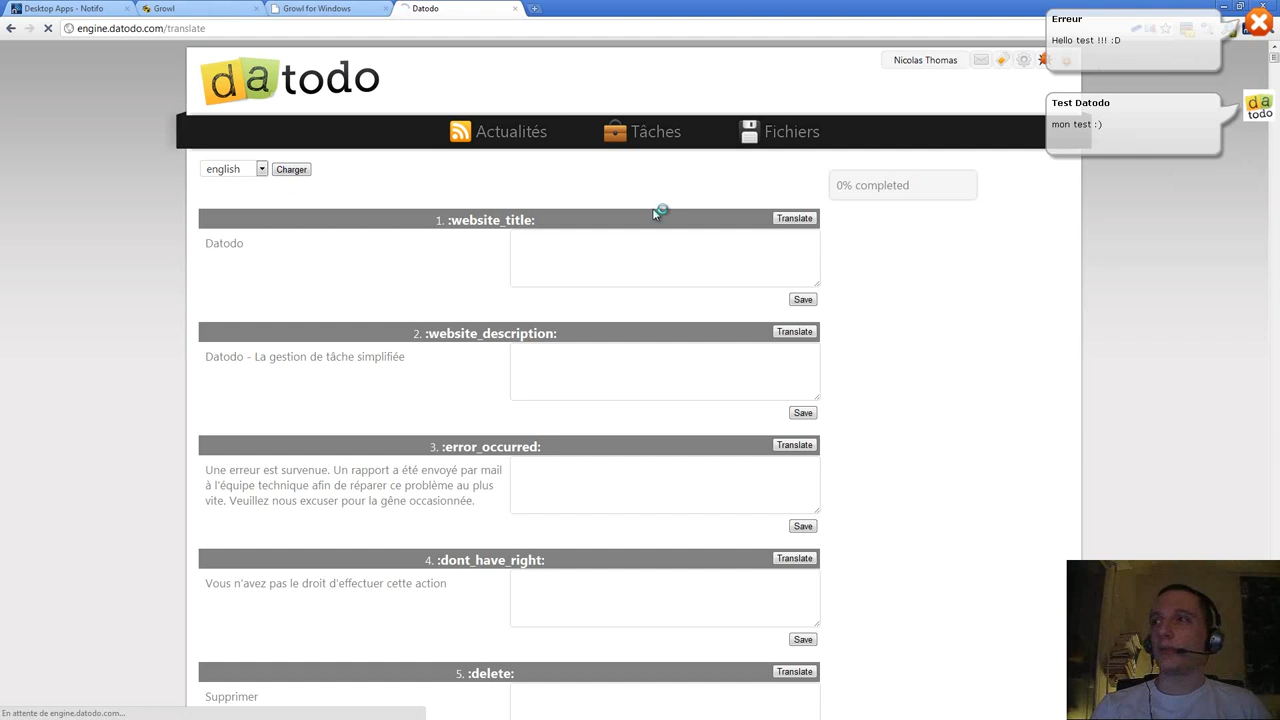 Desktop Apps - Notifo
Growl
Growl for Windows
Datodo
engine.datodo.com/translate
Erreur
Hello test !!! :D
Test Datodo
mon test :)
da
todo
datodo
Nicolas Thomas
Actualités
Tâches
Fichiers
english
Charger
0% completed
1. :website_title:
Translate
Datodo
Save
2. :website_description:
Translate
Datodo - La gestion de tâche simplifiée
Save
3. :error_occurred:
Translate
Une erreur est survenue. Un rapport a été envoyé par mail
à l'équipe technique afin de réparer ce problème au plus
vite. Veuillez nous excuser pour la gêne occasionnée.
Save
4. :dont_have_right:
Translate
Vous n'avez pas le droit d'effectuer cette action
Save
5. :delete:
Translate
Supprimer
En attente de engine.datodo.com...